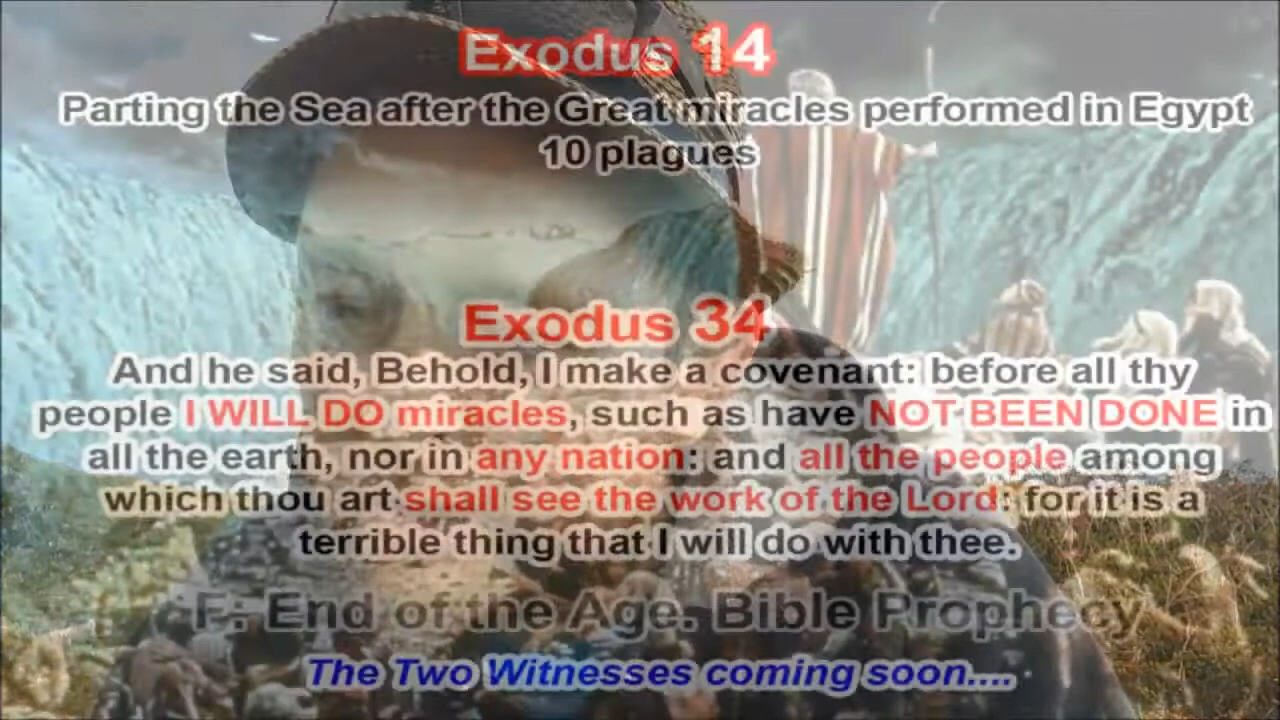 Exodus 14
Parting the Sea after the Great miracles performed in Egypt
10 plagues
Exodus 34
And he said, Behold, I make a covenant: before all thy
people I WILL DO miracles, such as have NOT BEEN DONE in
all the earth, nor in any nation: and all the people among
which thou art shall see the work of the Lord: for it is a
terrible thing that I will do with thee.
F: End of the Age. Bible Prophecy
The Two Witnesses coming soon....